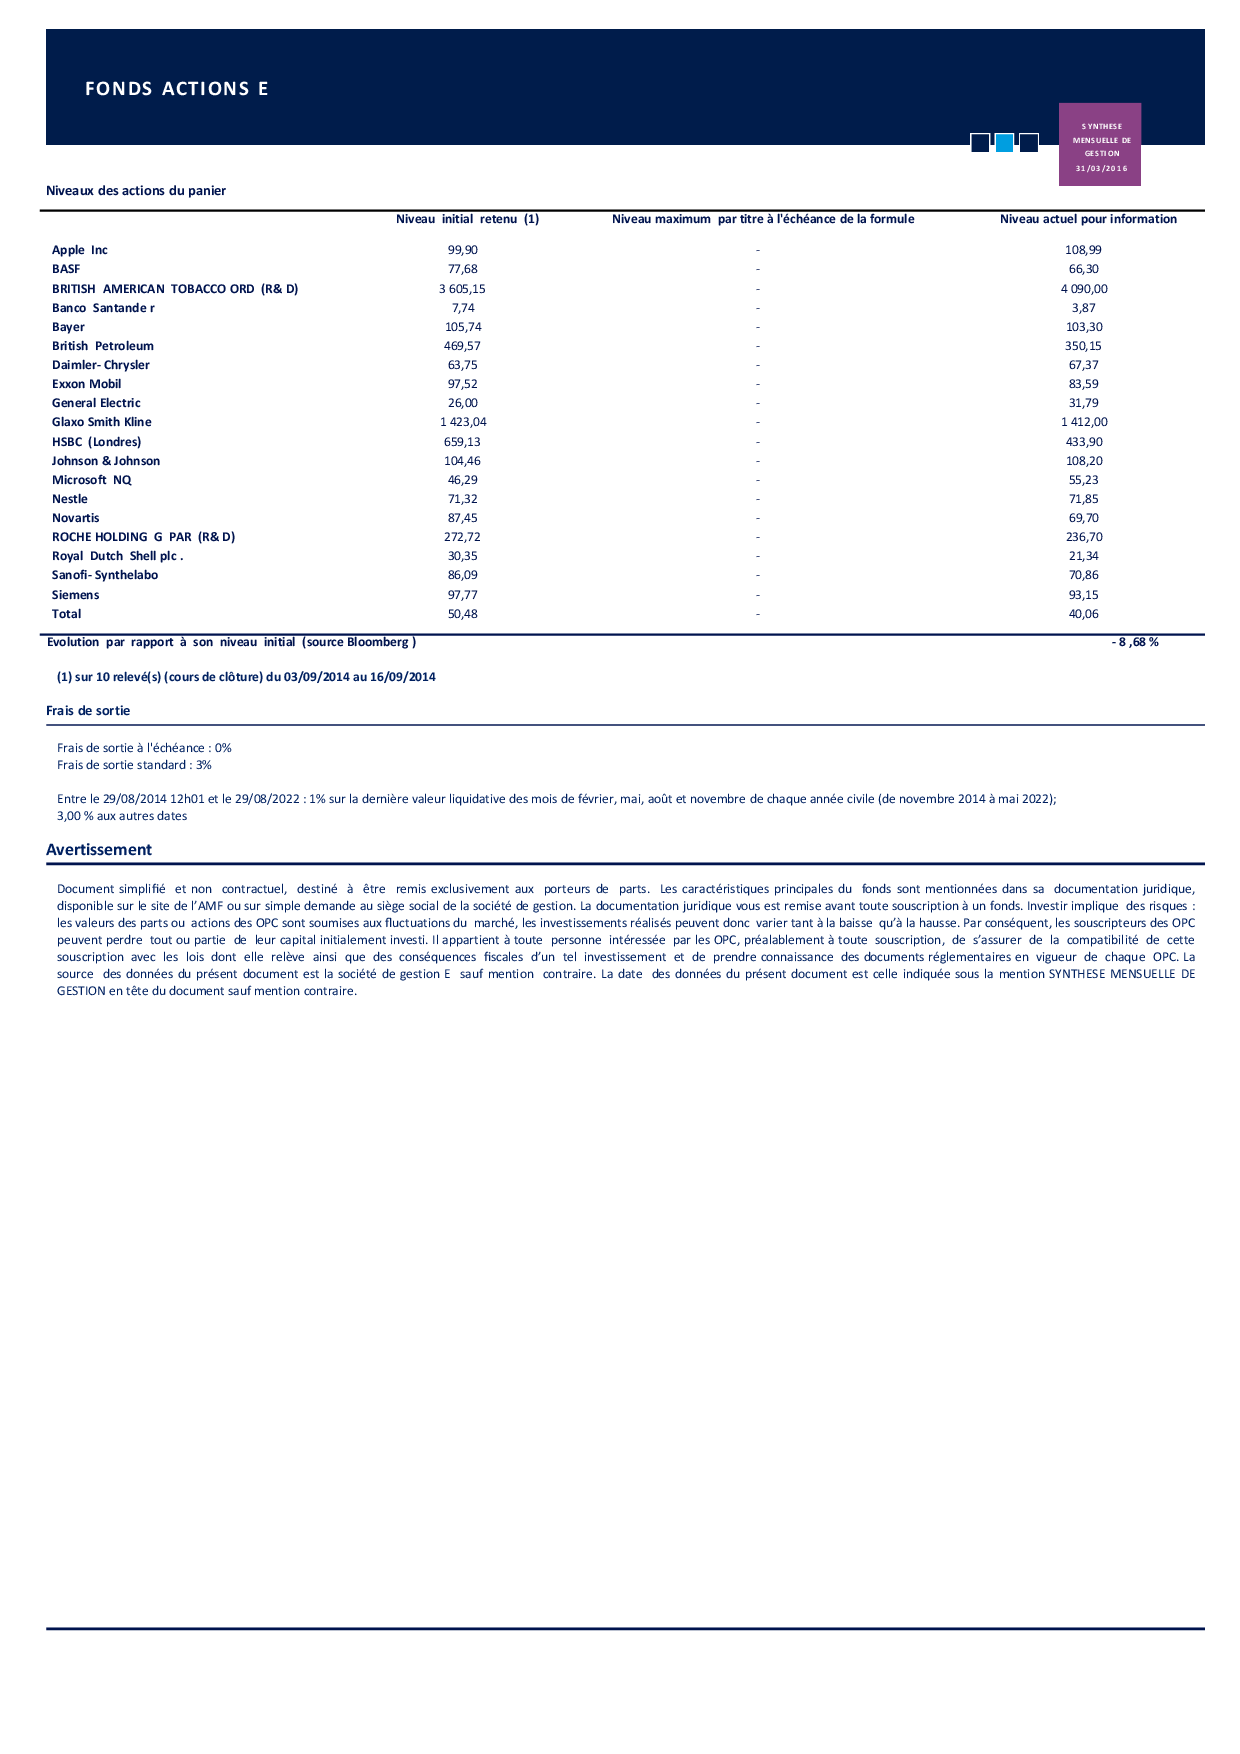 FONDS ACTIONS E
SYNTHESE
MENSUELLE DE
GESTION
31/03/2016
Niveaux des actions du panier
Niveau initial retenu (1) Niveau maximum par titre à l'échéance de la formule Niveau actuel pour information
Apple Inc 99,90 - 108,99
BASF 77,68 - 66,30
BRITISH AMERICAN TOBACCO ORD (R& D) 3 605,15 - 4 090,00
Banco Santande r 7,74 - 3,87
Bayer 105,74 - 103,30
British Petroleum 469,57 - 350,15
Daimler- Chrysler 63,75 - 67,37
Exxon Mobil 97,52 - 83,59
General Electric 26,00 - 31,79
Glaxo Smith Kline 1 423,04 - 1 412,00
HSBC (Londres) 659,13 - 433,90
Johnson & Johnson 104,46 - 108,20
Microsoft NQ 46,29 - 55,23
Nestle 71,32 - 71,85
Novartis 87,45 - 69,70
ROCHE HOLDING G PAR (R& D) 272,72 - 236,70
Royal Dutch Shell plc . 30,35 - 21,34
Sanofi- Synthelabo 86,09 - 70,86
Siemens 97,77 - 93,15
Total 50,48 - 40,06
Evolution par rapport à son niveau initial (source Bloomberg ) - 8 ,68 %
(1) sur 10 relevé(s) (cours de clôture) du 03/09/2014 au 16/09/2014
Frais de sortie
Frais de sortie à l'échéance : 0%
Frais de sortie standard : 3%
Entre le 29/08/2014 12h01 et le 29/08/2022 : 1% sur la dernière valeur liquidative des mois de février, mai, août et novembre de chaque année civile (de novembre 2014 à mai 2022);
3,00 % aux autres dates
Avertissement
Document simplifié et non contractuel, destiné à être remis exclusivement aux porteurs de parts. Les caractéristiques principales du fonds sont mentionnées dans sa documentation juridique,
disponible sur le site de l’AMF ou sur simple demande au siège social de la société de gestion. La documentation juridique vous est remise avant toute souscription à un fonds. Investir implique des risques :
les valeurs des parts ou actions des OPC sont soumises aux fluctuations du marché, les investissements réalisés peuvent donc varier tant à la baisse qu’à la hausse. Par conséquent, les souscripteurs des OPC
peuvent perdre tout ou partie de leur capital initialement investi. Il appartient à toute personne intéressée par les OPC, préalablement à toute souscription, de s’assurer de la compatibilité de cette
souscription avec les lois dont elle relève ainsi que des conséquences fiscales d’un tel investissement et de prendre connaissance des documents réglementaires en vigueur de chaque OPC. La
source des données du présent document est la société de gestion E sauf mention contraire. La date des données du présent document est celle indiquée sous la mention SYNTHESE MENSUELLE DE
GESTION en tête du document sauf mention contraire.